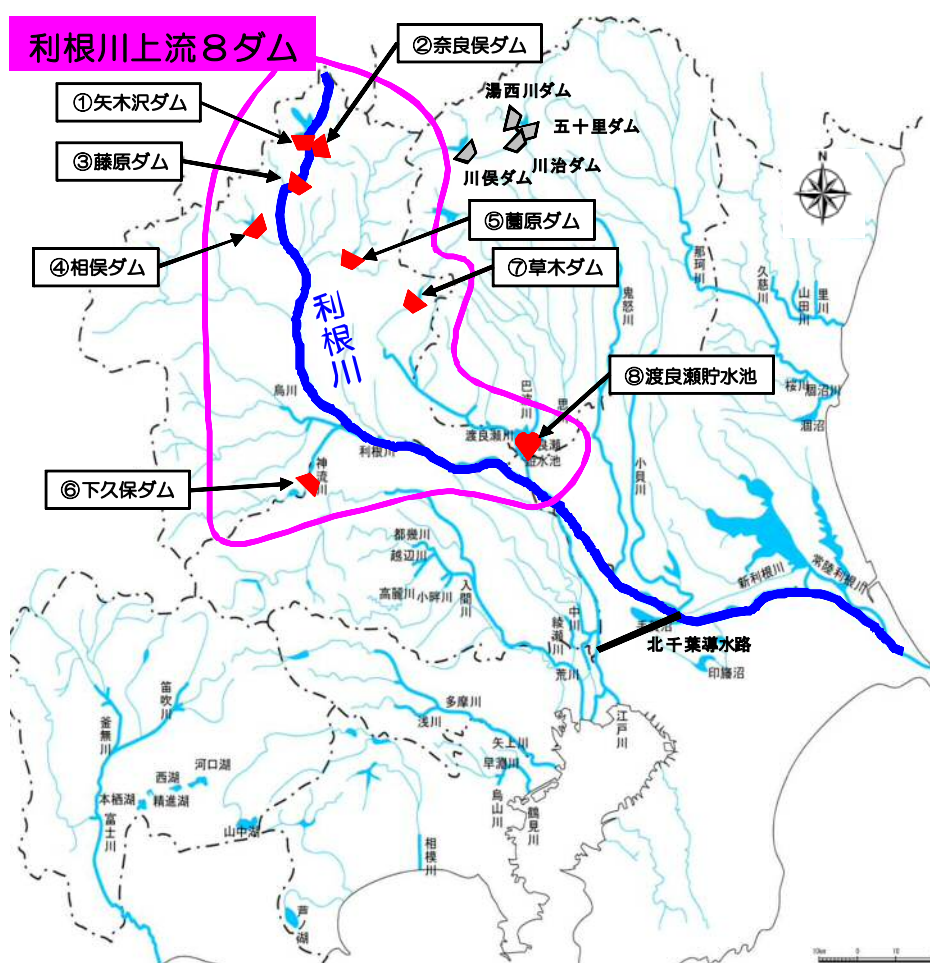 利根川上流8ダム
②奈良俣ダム
①矢木沢ダム
③藤原ダム
④相俣ダム
⑤薗原ダム
⑦草木ダム
⑧渡良瀬貯水池
⑥下久保ダム
湯西川ダム
五十里ダム
川治ダム
川俣ダム
N
利根川
那珂川
久慈川
山田川
里川
鬼怒川
桜川
涸沼川
涸沼
烏川
神流川
利根川
渡良瀬川
巴波川
小貝川
都幾川
越辺川
高麗川
小畔川
入間川
中川
綾瀬川
荒川
新利根川
常陸利根川
北千葉導水路
印旛沼
江戸川
多摩川
浅川
矢上川
早淵川
鳥山川
鶴見川
笛吹川
釜無川
河口湖
西湖
精進湖
本栖湖
富士川
山中湖
相模川
芦ノ湖
10km
0
10